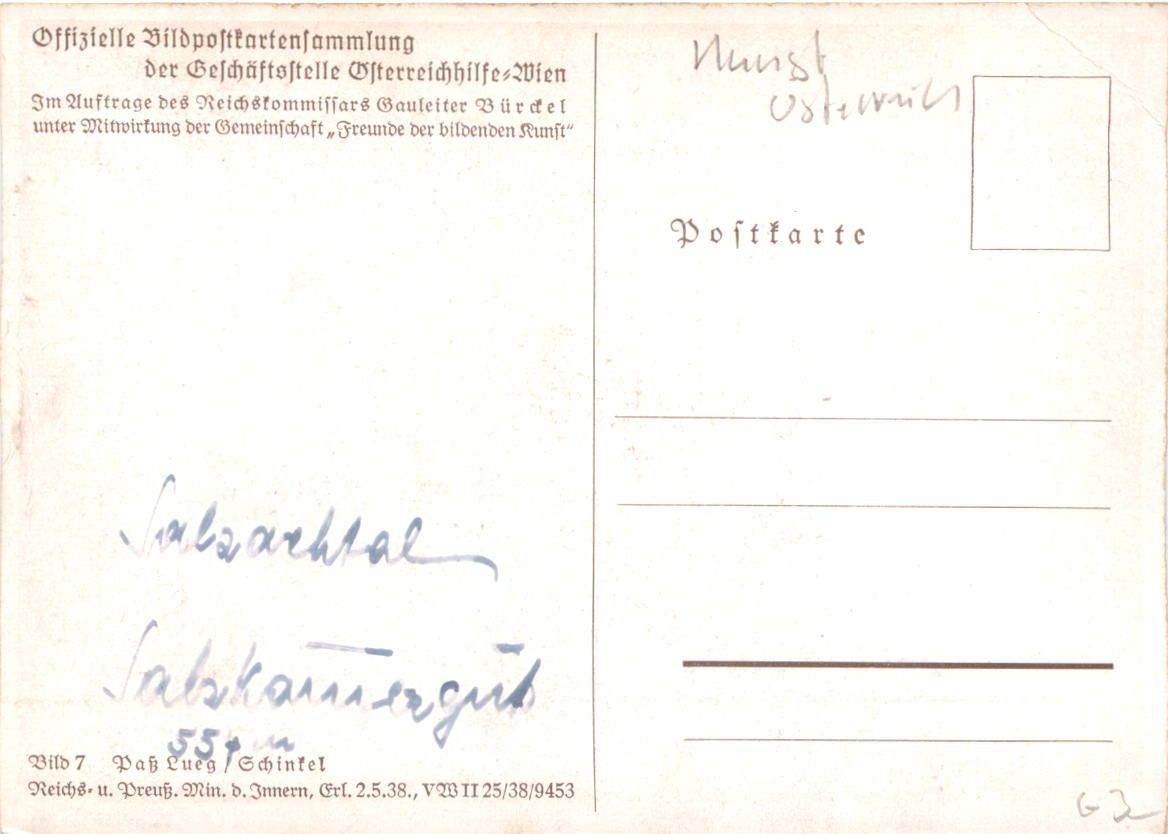 Offizielle Bildpostkartensammlung
der Geschäftsstelle Österreichhilfe-Wien
Im Auftrage des Reichskommissars Gauleiter Bürckel
unter Mitwirkung der Gemeinschaft „Freunde der bildenden Kunst“
Kunst
Österreich
Postkarte
Salzachtal
Salzkam̅ergut
Bild 7 Paß Lueg / Schinkel
Reichs- u. Preuß. Min. d. Innern, Erl. 2.5.38., VW II 25/38/9453